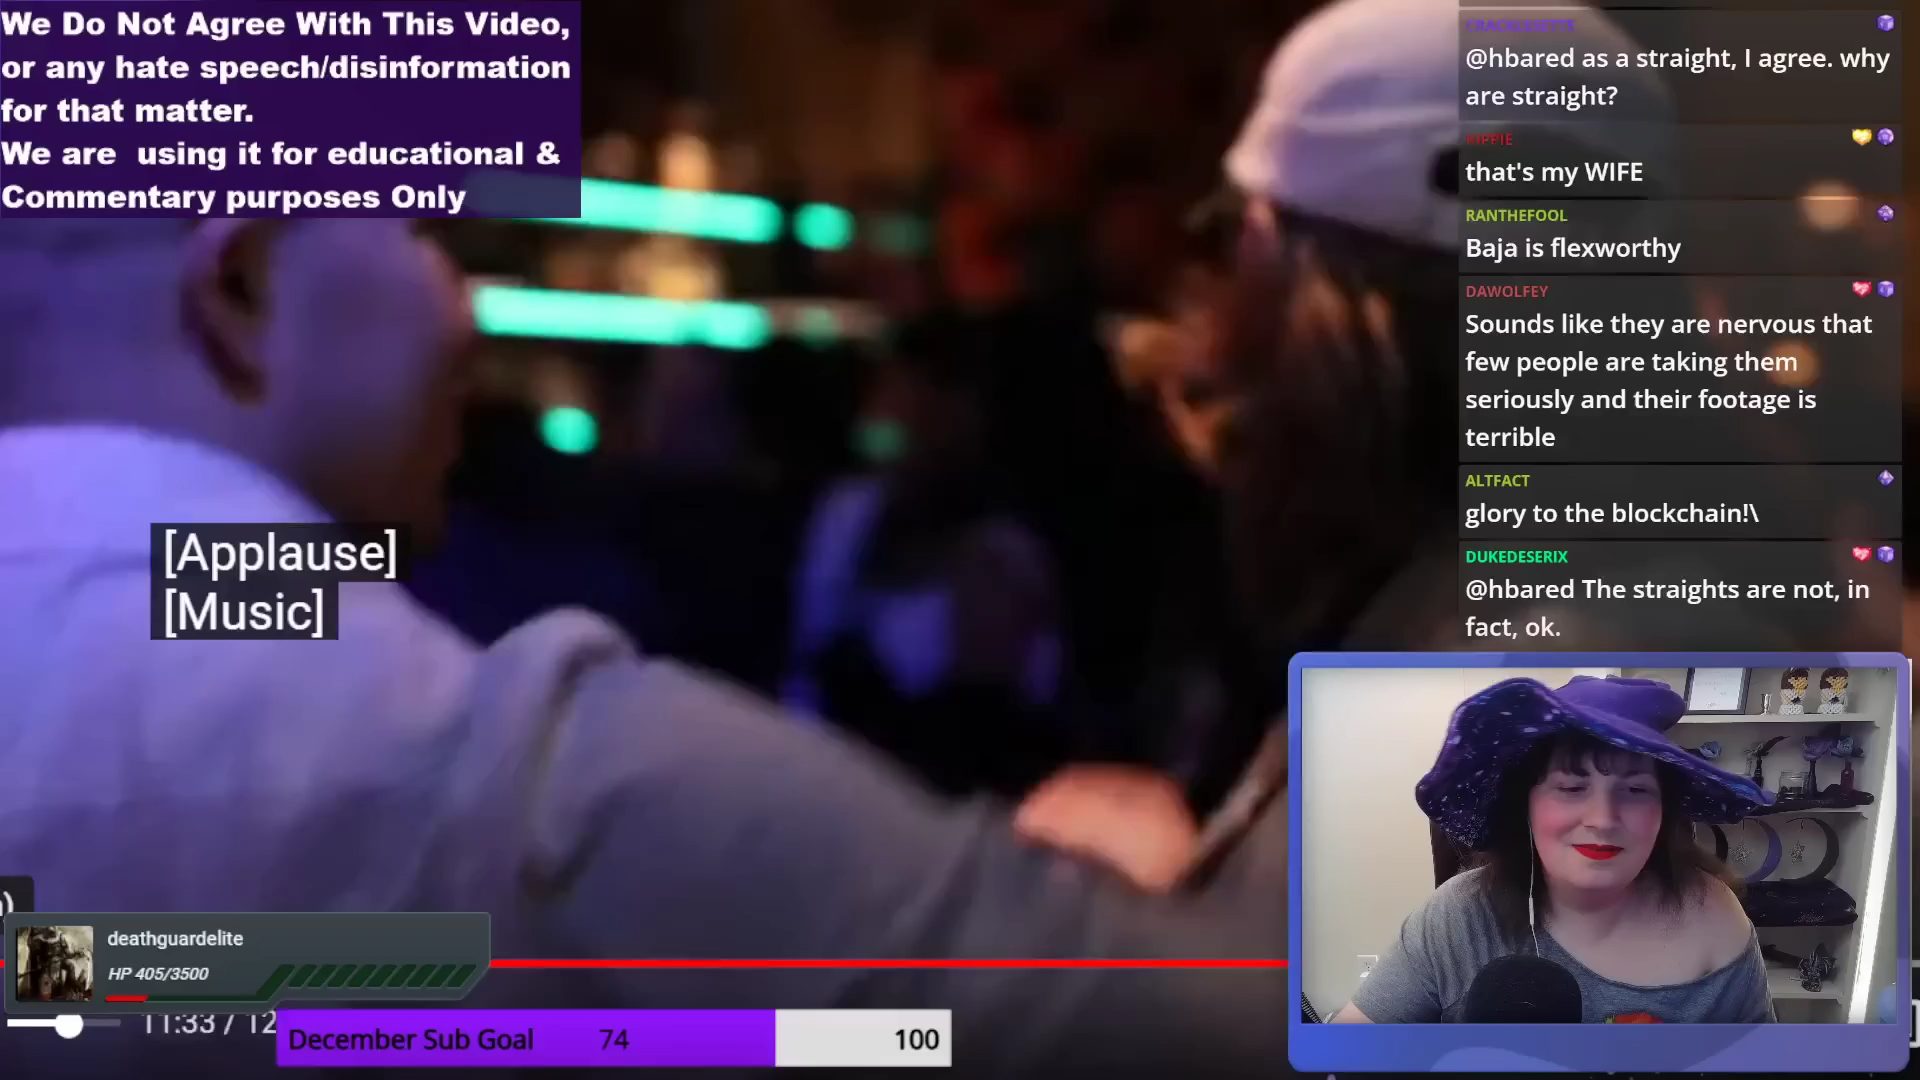 We Do Not Agree With This Video,
or any hate speech/disinformation
for that matter.
We are using it for educational &
Commentary purposes Only
[Applause]
[Music]
deathguardelite
HP 405/3500
11:33 / 12
December Sub Goal 74 100
@hbared as a straight, I agree. why
are straight?
KIPPIE
that's my WIFE
RANTHEFOOL
Baja is flexworthy
DAWOLFEY
Sounds like they are nervous that
few people are taking them
seriously and their footage is
terrible
ALTFACT
glory to the blockchain!\
DUKEDESERIX
@hbared The straights are not, in
fact, ok.